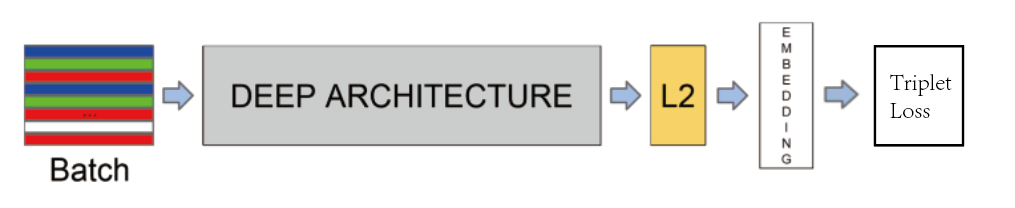 ...
Batch
DEEP ARCHITECTURE
L2
EMBEDDING
Triplet
Loss